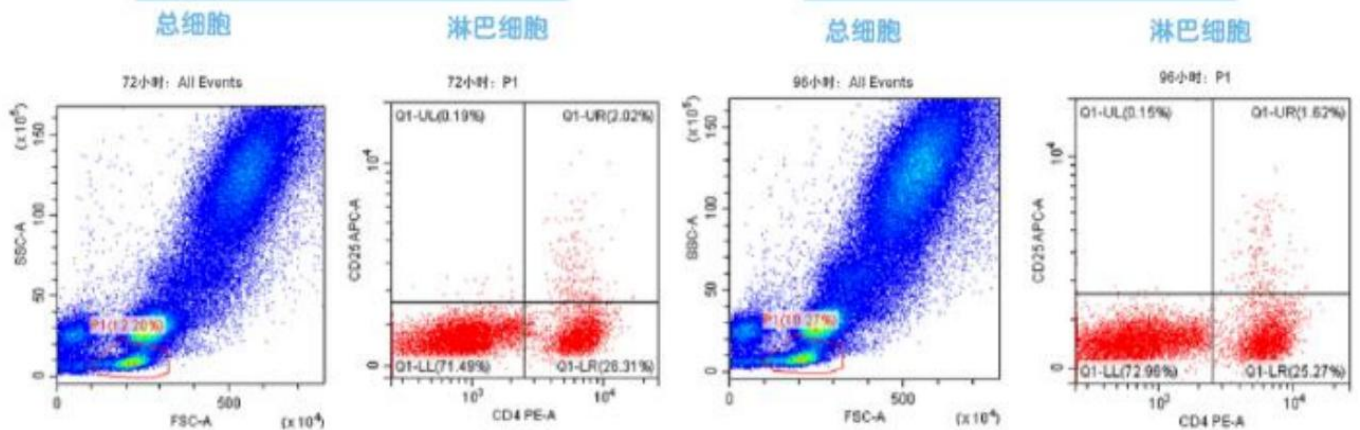 总细胞
淋巴细胞
总细胞
淋巴细胞
72小时: All Events
(x10⁵)
150
100
50
0
SSC-A
P1(12.20%)
0
500
FSC-A
(x10⁴)
72小时: P1
Q1-UL(0.19%)
Q1-UR(2.02%)
10⁴
0
CD25 APC-A
Q1-LL(71.49%)
Q1-LR(26.31%)
10³
10⁴
CD4 PE-A
96小时: All Events
(x10⁵)
150
100
50
0
SSC-A
0
500
FSC-A
(x10⁴)
96小时: P1
Q1-UL(0.15%)
Q1-UR(1.62%)
10⁴
0
CD25 APC-A
Q1-LL(72.96%)
Q1-LR(25.27%)
10³
10⁴
CD4 PE-A